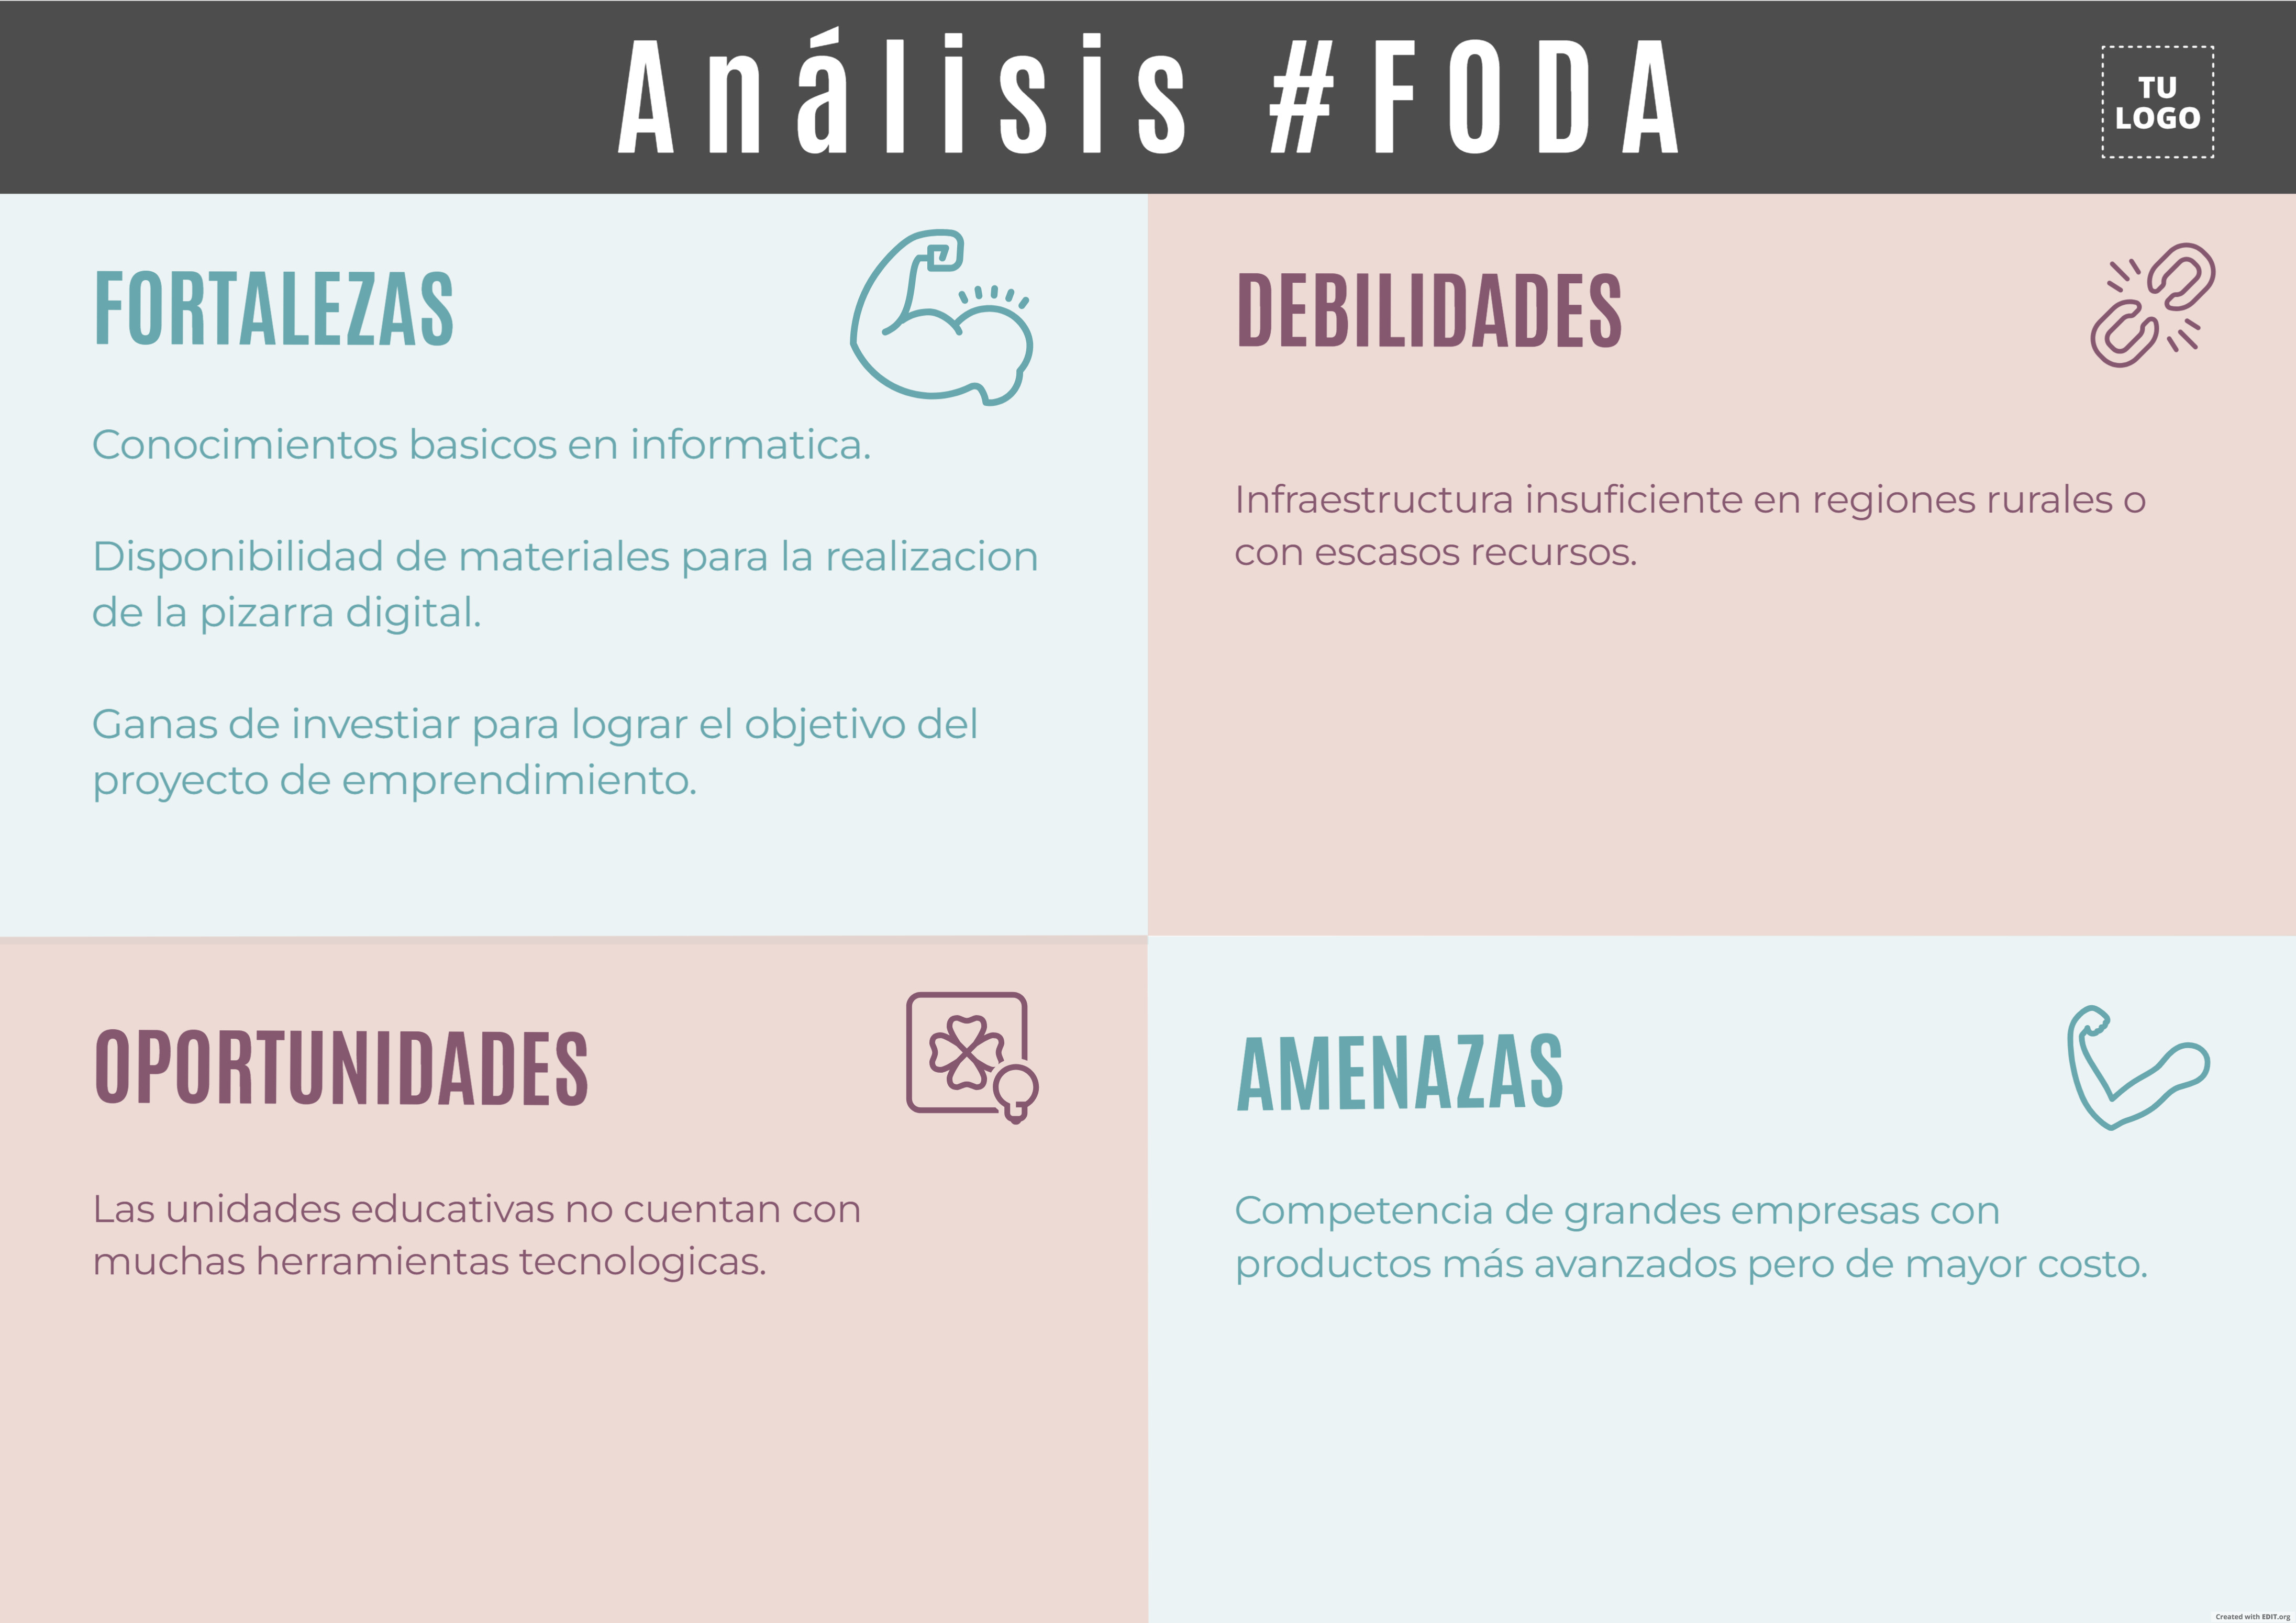 Análisis #FODA
TU
LOGO
FORTALEZAS
Conocimientos basicos en informatica.
Disponibilidad de materiales para la realizacion
de la pizarra digital.
Ganas de investiar para lograr el objetivo del
proyecto de emprendimiento.
DEBILIDADES
Infraestructura insuficiente en regiones rurales o
con escasos recursos.
OPORTUNIDADES
Las unidades educativas no cuentan con
muchas herramientas tecnologicas.
AMENAZAS
Competencia de grandes empresas con
productos más avanzados pero de mayor costo.
Created with EDIT.org